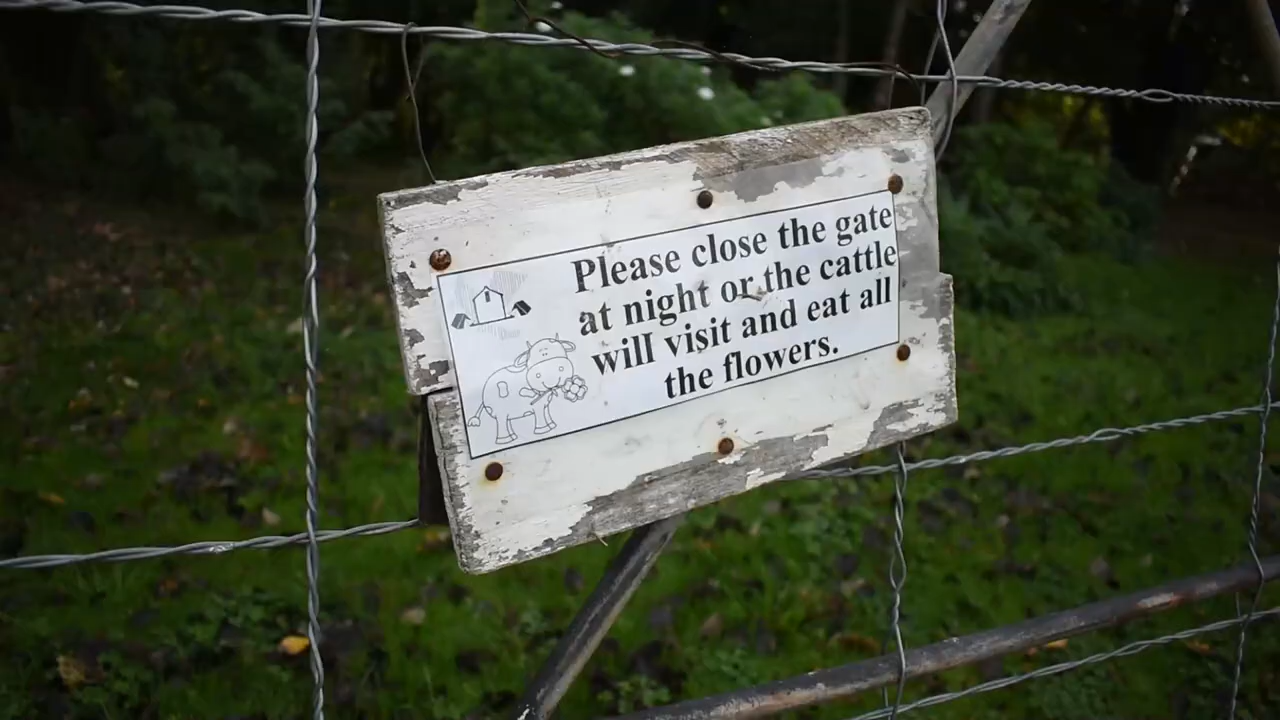 Please close the gate
at night or the cattle
will visit and eat all
the flowers.